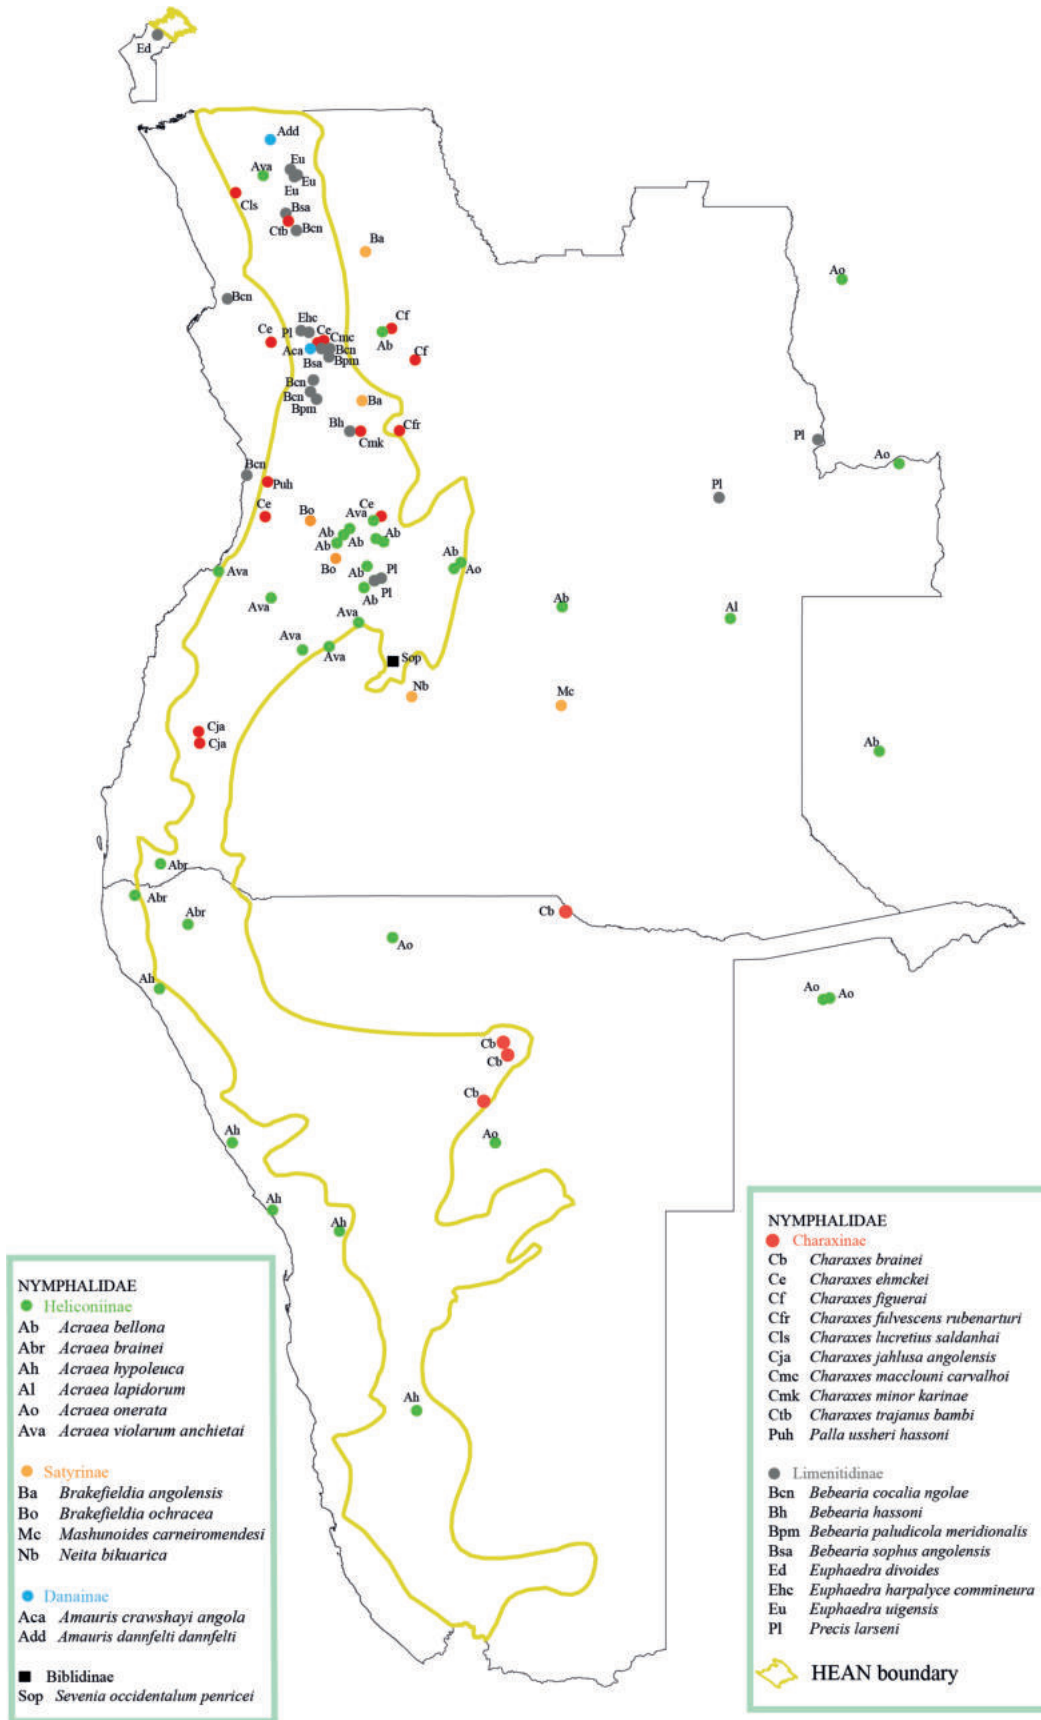 Ed
Add
Ava
Eu
Eu
Eu
Cls
Bsa
Ctb
Bcn
Ba
Ao
Bcn
Ehc
Pl
Ce
Cmc
Ce
Cf
Ab
Aca
Bcn
Bsa
Bpm
Cf
Bcn
Bcn
Bpm
Ba
Bh
Cmk
Cfr
Pl
Ao
Bcn
Puh
Pl
Ce
Bo
Ava
Ce
Ab
Ab
Ab
Ab
Bo
Ab
Pl
Pl
Ab
Ab
Ao
Ava
Ava
Ava
Ab
Al
Ava
Ava
Sop
Nb
Mc
Cja
Cja
Ab
Abr
Abr
Abr
Cb
Ao
Ah
Ao
Ao
Cb
Cb
Cb
Ao
Ah
Ah
Ah
Ah
NYMPHALIDAE
Heliconiinae
Ab Acraea bellona
Abr Acraea brainei
Ah Acraea hypoleuca
Al Acraea lapidorum
Ao Acraea onerata
Ava Acraea violarum anchietai
Satyrinae
Ba Brakefieldia angolensis
Bo Brakefieldia ochracea
Mc Mashunoides carneiromendesi
Nb Neita bikuarica
Danainae
Aca Amauris crawshayi angola
Add Amauris dannfelti dannfelti
Biblidinae
Sop Sevenia occidentalum penricei
NYMPHALIDAE
Charaxinae
Cb Charaxes brainei
Ce Charaxes ehmckei
Cf Charaxes figuerai
Cfr Charaxes fulvescens rubenarturi
Cls Charaxes lucretius saldanhai
Cja Charaxes jahlusa angolensis
Cmc Charaxes macclouni carvalhoi
Cmk Charaxes minor karinae
Ctb Charaxes trajanus bambi
Puh Palla ussheri hassoni
Limenitidinae
Bcn Bebearia cocalia ngolae
Bh Bebearia hassoni
Bpm Bebearia paludicola meridionalis
Bsa Bebearia sophus angolensis
Ed Euphaedra divoides
Ehc Euphaedra harpalyce commineura
Eu Euphaedra uigensis
Pl Precis larseni
HEAN boundary